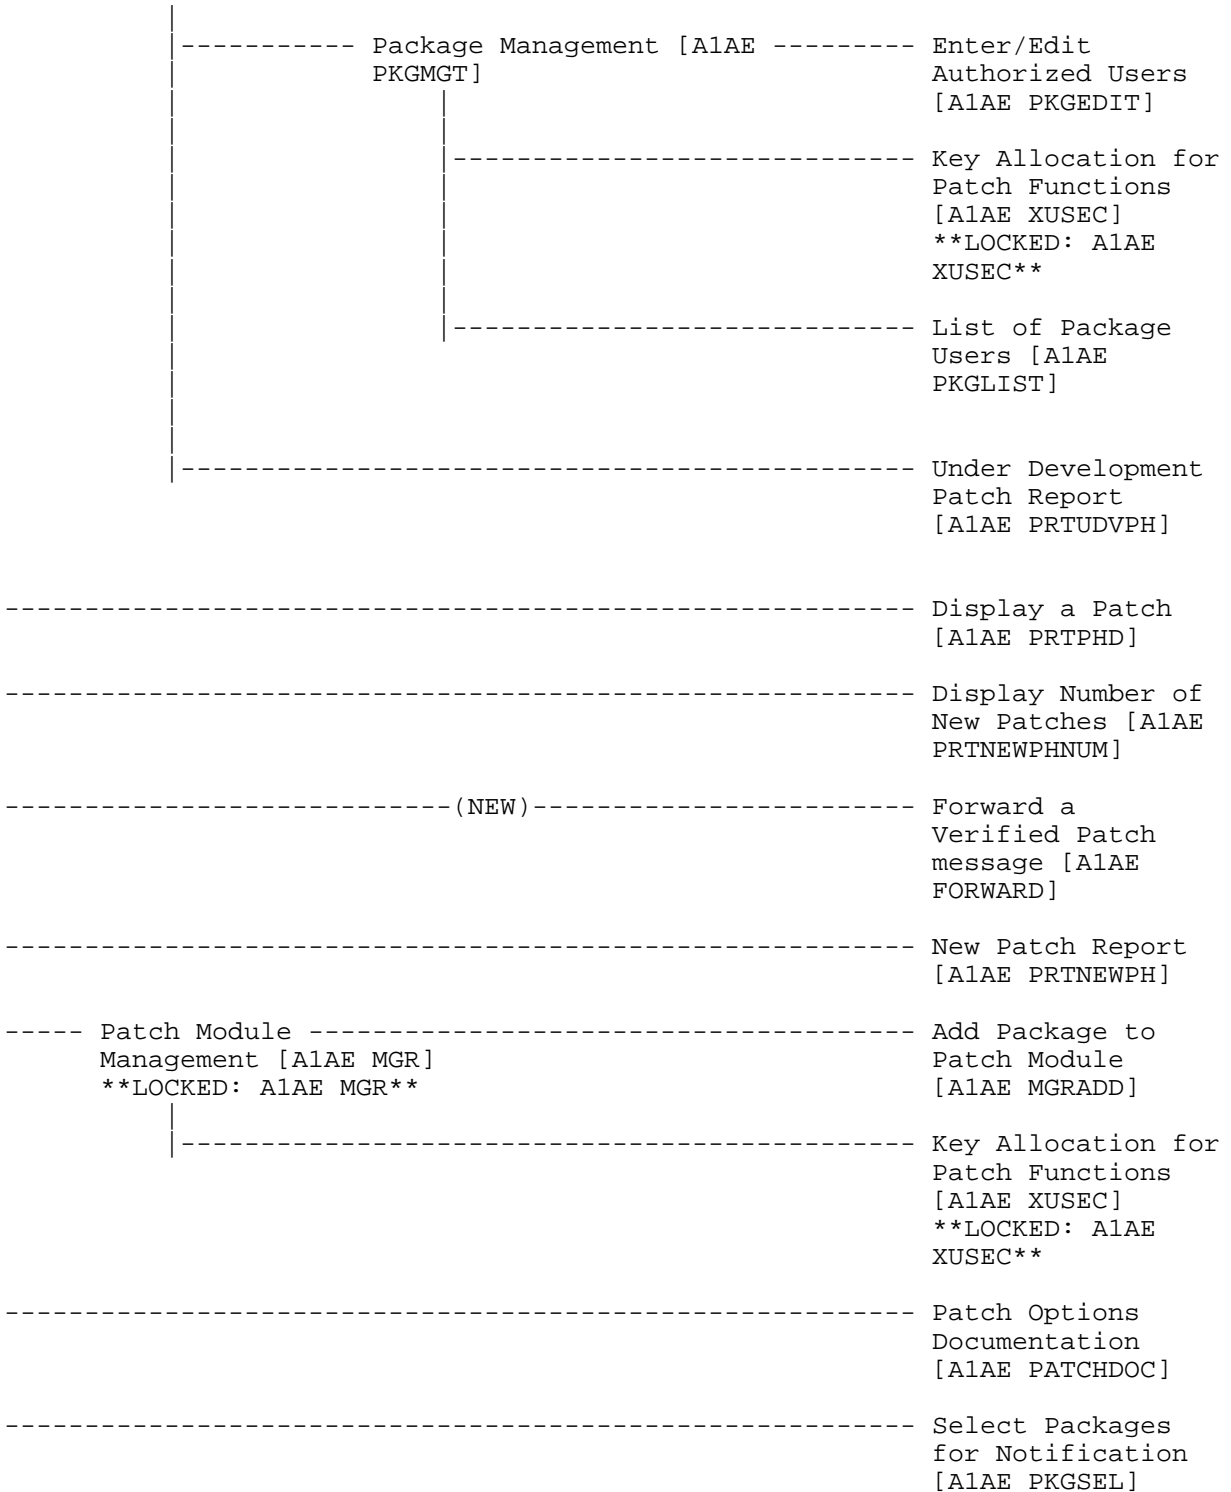 Package Management [A1AE --------- Enter/Edit
PKGMGT] Authorized Users
[A1AE PKGEDIT]
Key Allocation for
Patch Functions
[A1AE XUSEC]
**LOCKED: A1AE
XUSEC**
List of Package
Users [A1AE
PKGLIST]
Under Development
Patch Report
[A1AE PRTUDVPH]
Display a Patch
[A1AE PRTPHD]
Display Number of
New Patches [A1AE
PRTNEWPHNUM]
(NEW) Forward a
Verified Patch
message [A1AE
FORWARD]
New Patch Report
[A1AE PRTNEWPH]
Patch Module Add Package to
Management [A1AE MGR] Patch Module
**LOCKED: A1AE MGR** [A1AE MGRADD]
Key Allocation for
Patch Functions
[A1AE XUSEC]
**LOCKED: A1AE
XUSEC**
Patch Options
Documentation
[A1AE PATCHDOC]
Select Packages
for Notification
[A1AE PKGSEL]